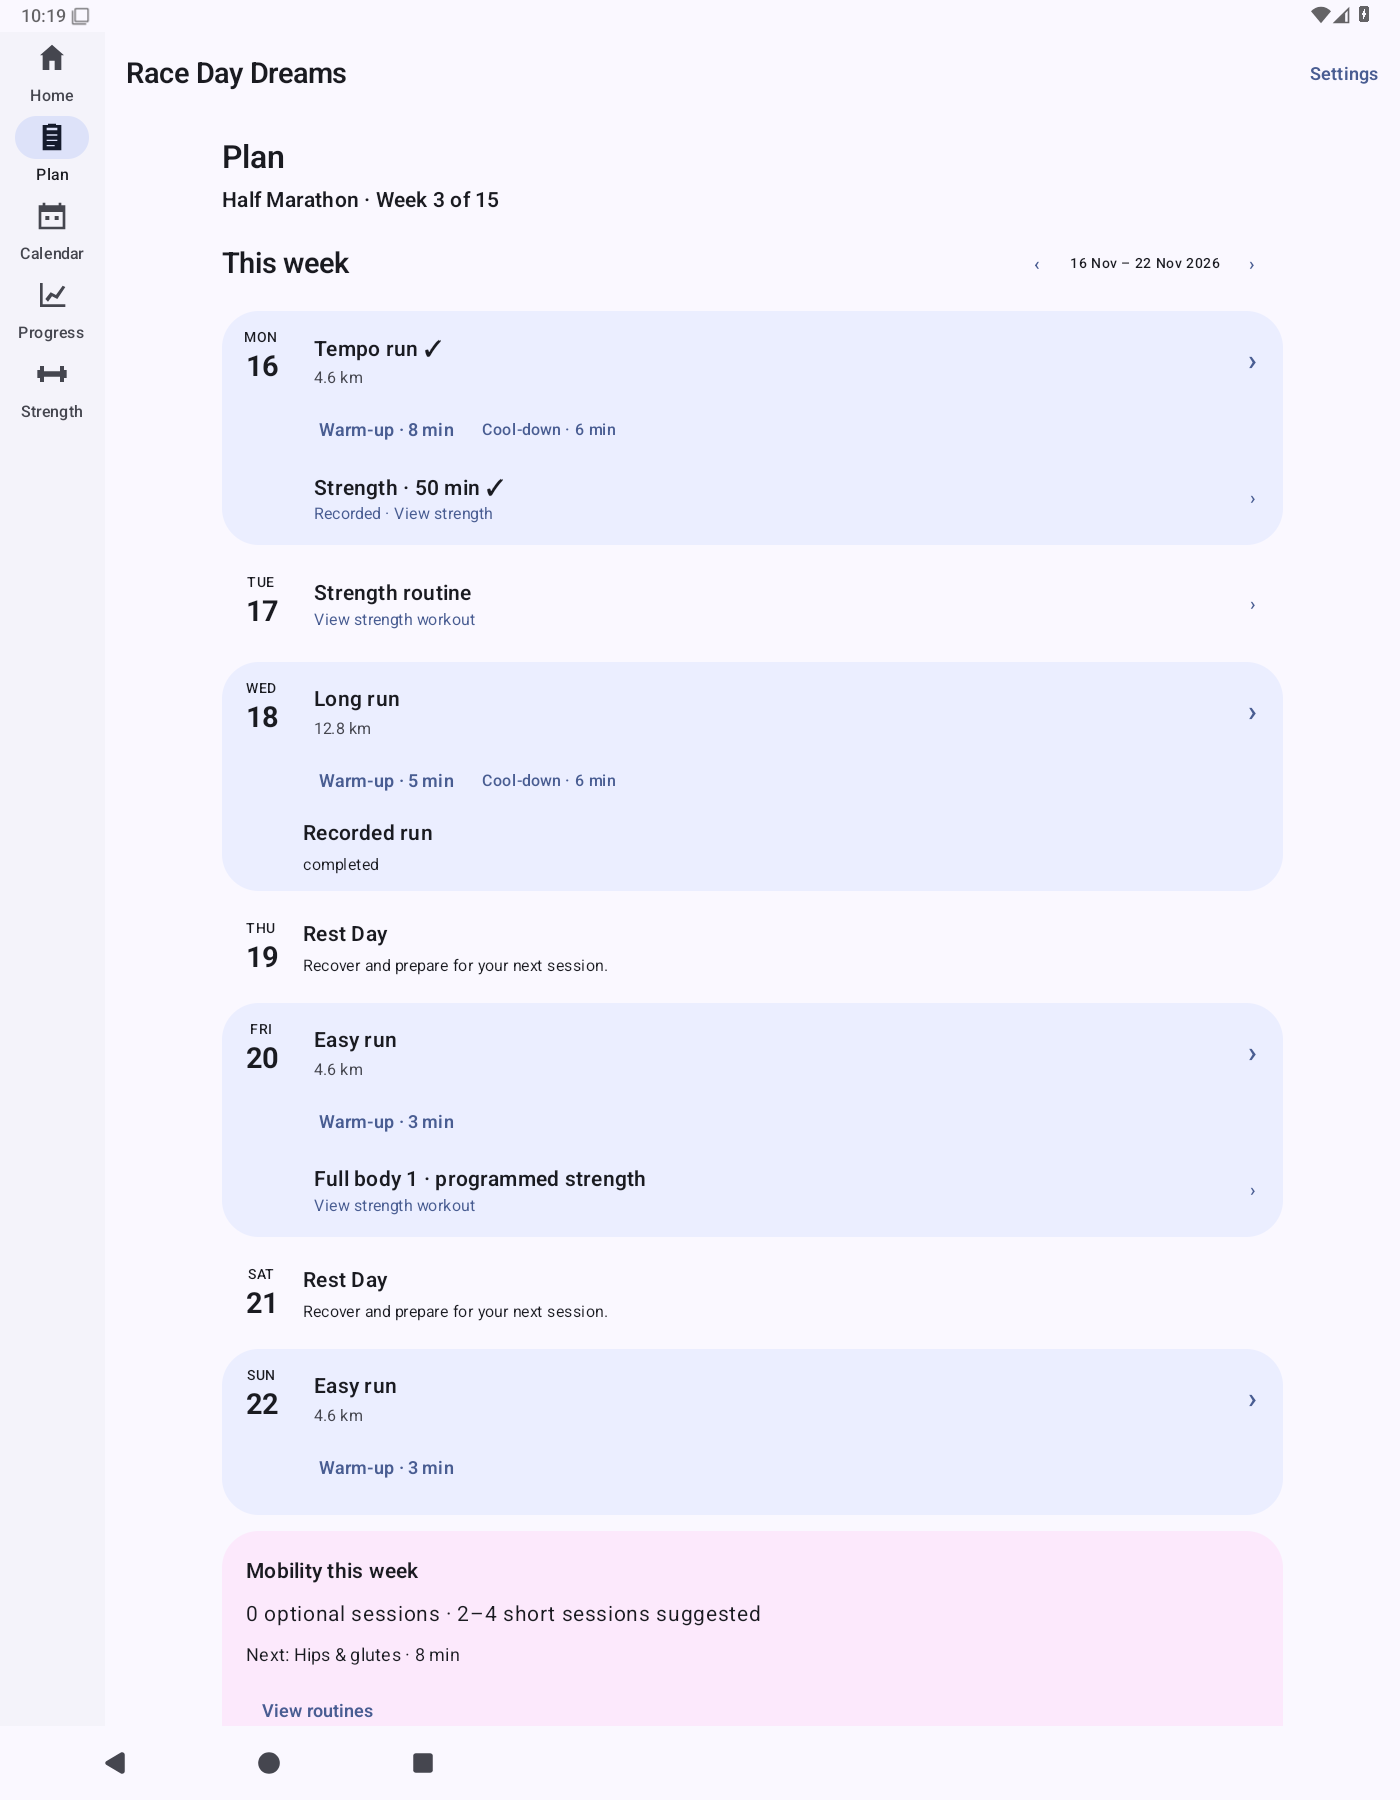 10:19
Home
Plan
Calendar
Progress
Strength
Race Day Dreams
Settings
Plan
Half Marathon · Week 3 of 15
This week
‹ 16 Nov – 22 Nov 2026 ›
MON
16
Tempo run ✓
4.6 km
›
Warm-up · 8 min Cool-down · 6 min
Strength · 50 min ✓
Recorded · View strength
›
TUE
17
Strength routine
View strength workout
›
WED
18
Long run
12.8 km
›
Warm-up · 5 min Cool-down · 6 min
Recorded run
completed
THU
19
Rest Day
Recover and prepare for your next session.
FRI
20
Easy run
4.6 km
›
Warm-up · 3 min
Full body 1 · programmed strength
View strength workout
›
SAT
21
Rest Day
Recover and prepare for your next session.
SUN
22
Easy run
4.6 km
›
Warm-up · 3 min
Mobility this week
0 optional sessions · 2–4 short sessions suggested
Next: Hips & glutes · 8 min
View routines